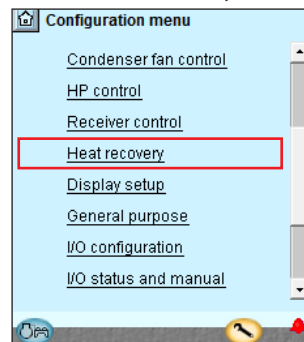 Configuration menu
Condenser fan control
HP control
Receiver control
Heat recovery
Display setup
General purpose
I/O configuration
I/O status and manual